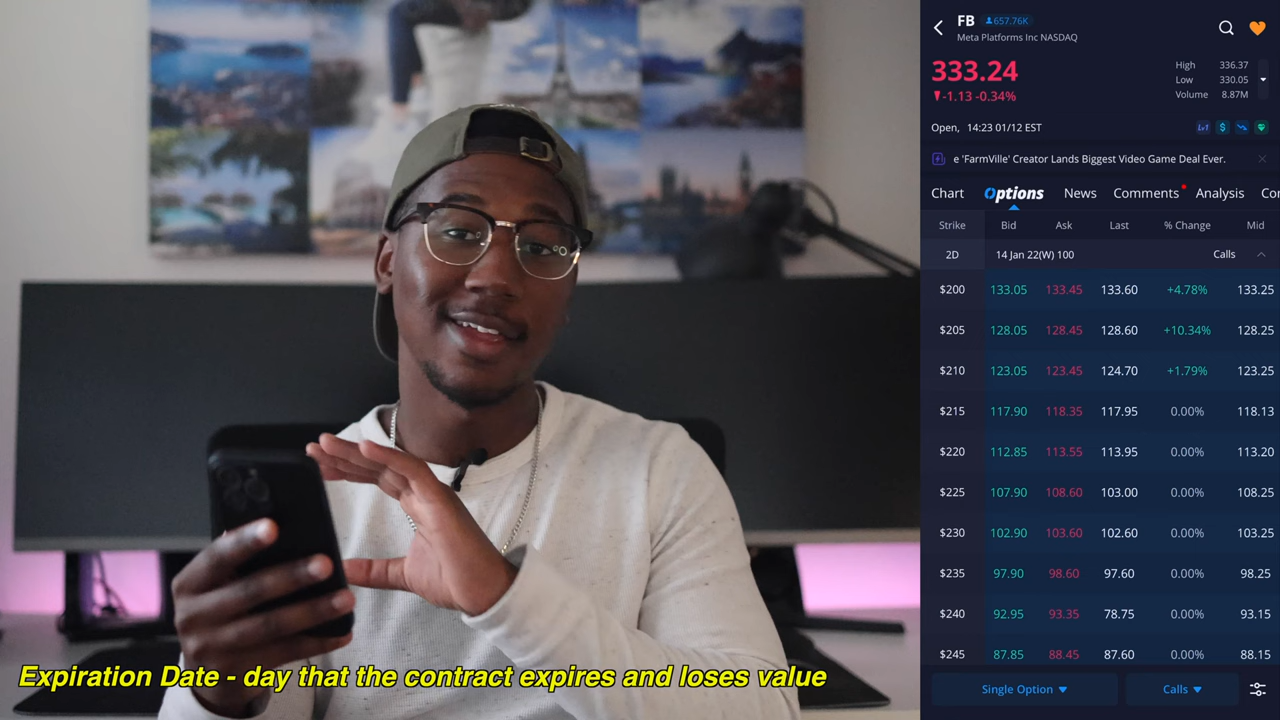 FB 657.76K
Meta Platforms Inc NASDAQ
333.24
-1.13 -0.34%
High 336.37
Low 330.05
Volume 8.87M
Open, 14:23 01/12 EST
Lv1 $
e 'FarmVille' Creator Lands Biggest Video Game Deal Ever.
Chart Options News Comments Analysis Cor
Strike Bid Ask Last % Change Mid
2D 14 Jan 22(W) 100 Calls
$200 133.05 133.45 133.60 +4.78% 133.25
$205 128.05 128.45 128.60 +10.34% 128.25
$210 123.05 123.45 124.70 +1.79% 123.25
$215 117.90 118.35 117.95 0.00% 118.13
$220 112.85 113.55 113.95 0.00% 113.20
$225 107.90 108.60 103.00 0.00% 108.25
$230 102.90 103.60 102.60 0.00% 103.25
$235 97.90 98.60 97.60 0.00% 98.25
$240 92.95 93.35 78.75 0.00% 93.15
$245 87.85 88.45 87.60 0.00% 88.15
Single Option Calls
Expiration Date - day that the contract expires and loses value